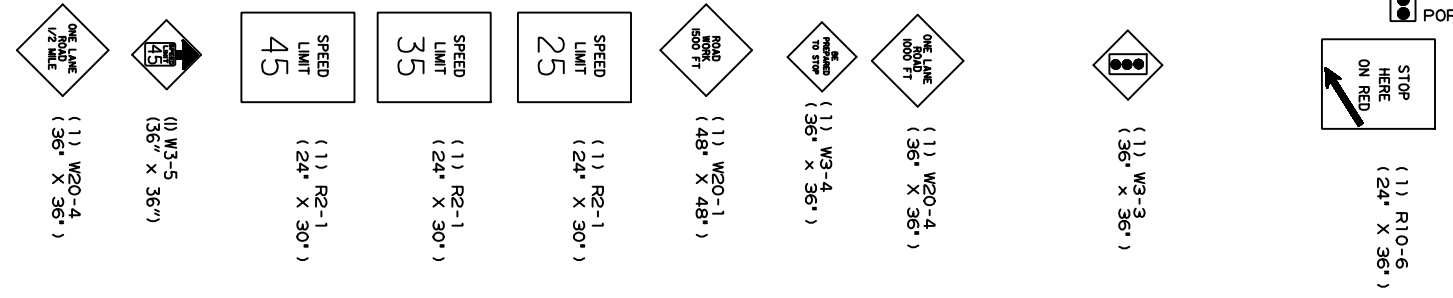 ONE LANE
ROAD
1/2 MILE
(1) W20-4
(36" X 36")
SPEED
LIMIT
45
(1) W3-5
(36" X 36")
SPEED
LIMIT
45
(1) R2-1
(24" X 30")
SPEED
LIMIT
35
(1) R2-1
(24" X 30")
SPEED
LIMIT
25
(1) R2-1
(24" X 30")
ROAD
WORK
1500 FT
(1) W20-1
(48" X 48")
BE
PREPARED
TO STOP
(1) W3-4
(36" X 36")
ONE LANE
ROAD
1000 FT
(1) W20-4
(36" X 36")
(1) W3-3
(36" X 36")
STOP
HERE
ON RED
(1) R10-6
(24" X 36")